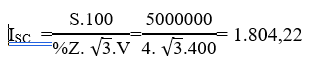 I_SC = S.100 / %Z. √3.V = 5000000 / 4. √3.400 = 1.804,22